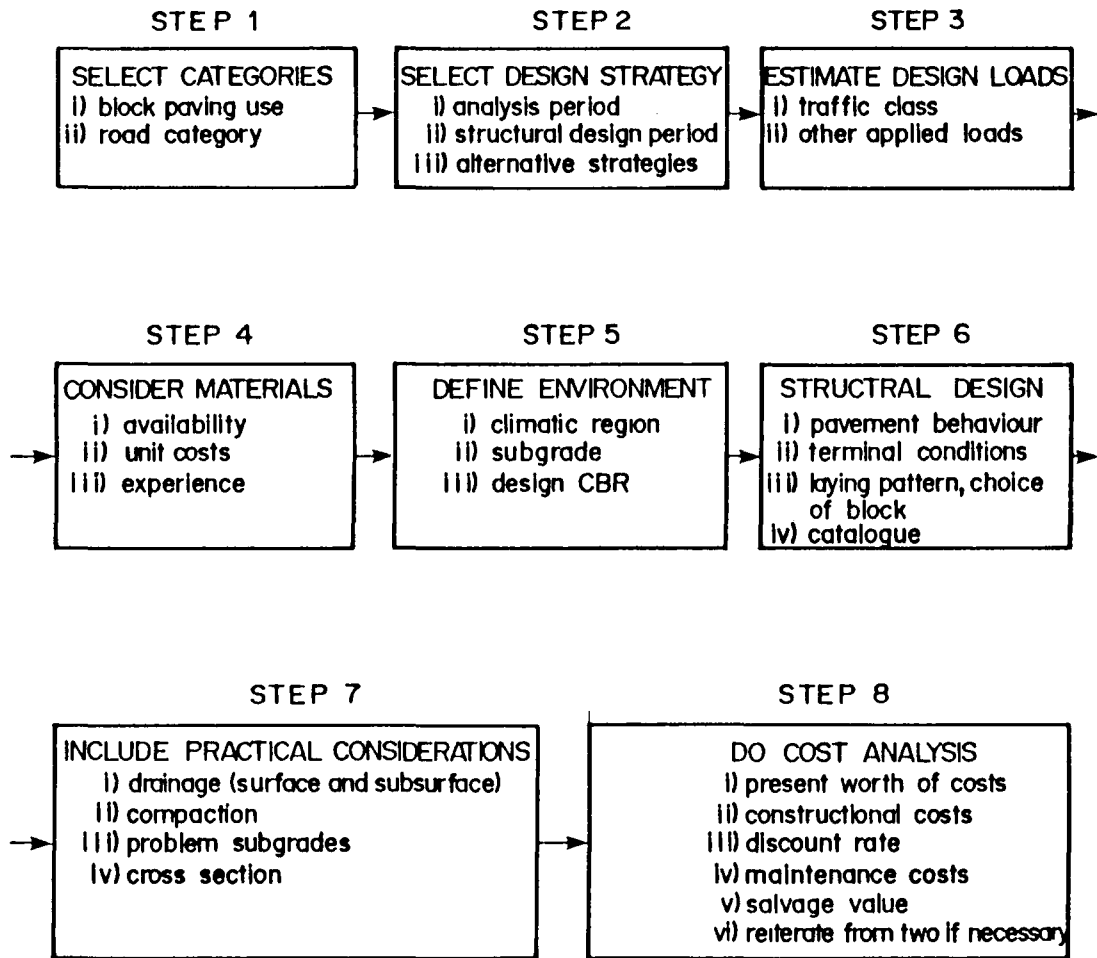 STEP 1
SELECT CATEGORIES
i) block paving use
ii) road category
STEP 2
SELECT DESIGN STRATEGY
i) analysis period
ii) structural design period
iii) alternative strategies
STEP 3
ESTIMATE DESIGN LOADS
i) traffic class
ii) other applied loads
STEP 4
CONSIDER MATERIALS
i) availability
ii) unit costs
iii) experience
STEP 5
DEFINE ENVIRONMENT
i) climatic region
ii) subgrade
iii) design CBR
STEP 6
STRUCTRAL DESIGN
i) pavement behaviour
ii) terminal conditions
iii) laying pattern, choice
of block
iv) catalogue
STEP 7
INCLUDE PRACTICAL CONSIDERATIONS
i) drainage (surface and subsurface)
ii) compaction
iii) problem subgrades
iv) cross section
STEP 8
DO COST ANALYSIS
i) present worth of costs
ii) constructional costs
iii) discount rate
iv) maintenance costs
v) salvage value
vi) reiterate from two if necessary